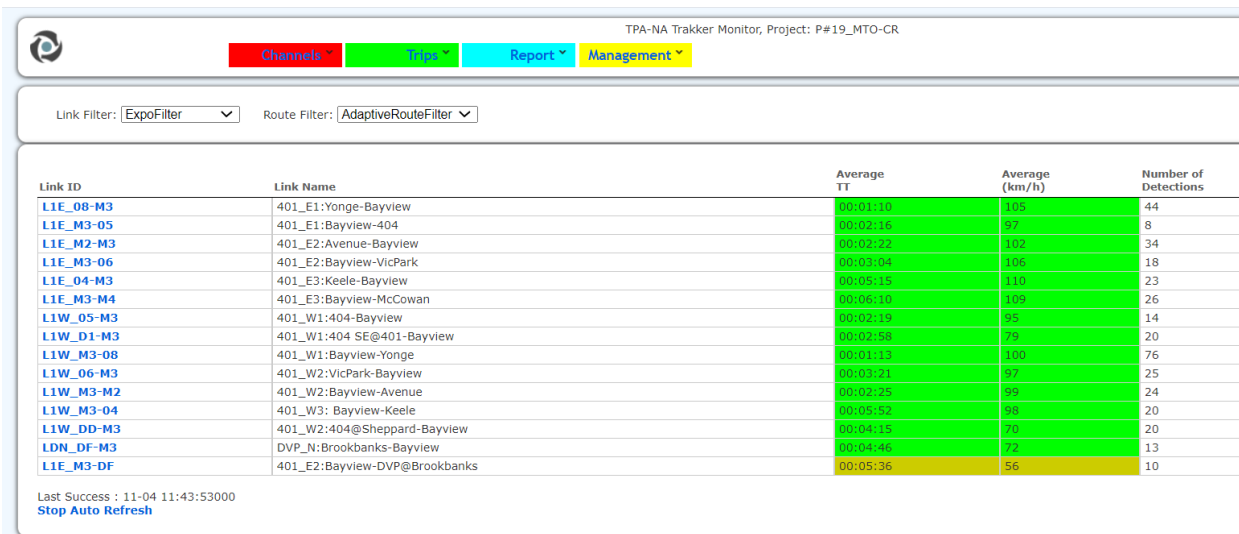 TPA-NA Trakker Monitor, Project: P#19_MTO-CR
Channels Trips Report Management
Link Filter: ExpoFilter Route Filter: AdaptiveRouteFilter
Link ID Link Name Average TT Average (km/h) Number of Detections
L1E_08-M3 401_E1:Yonge-Bayview 00:01:10 105 44
L1E_M3-05 401_E1:Bayview-404 00:02:16 97 8
L1E_M2-M3 401_E2:Avenue-Bayview 00:02:22 102 34
L1E_M3-06 401_E2:Bayview-VicPark 00:03:04 106 18
L1E_04-M3 401_E3:Keele-Bayview 00:05:15 110 23
L1E_M3-M4 401_E3:Bayview-McCowan 00:06:10 109 26
L1W_05-M3 401_W1:404-Bayview 00:02:19 95 14
L1W_D1-M3 401_W1:404 SE@401-Bayview 00:02:58 79 20
L1W_M3-08 401_W1:Bayview-Yonge 00:01:13 100 76
L1W_06-M3 401_W2:VicPark-Bayview 00:03:21 97 25
L1W_M3-M2 401_W2:Bayview-Avenue 00:02:25 99 24
L1W_M3-04 401_W3: Bayview-Keele 00:05:52 98 20
L1W_DD-M3 401_W2:404@Sheppard-Bayview 00:04:15 70 20
LDN_DF-M3 DVP_N:Brookbanks-Bayview 00:04:46 72 13
L1E_M3-DF 401_E2:Bayview-DVP@Brookbanks 00:05:36 56 10
Last Success : 11-04 11:43:53000
Stop Auto Refresh